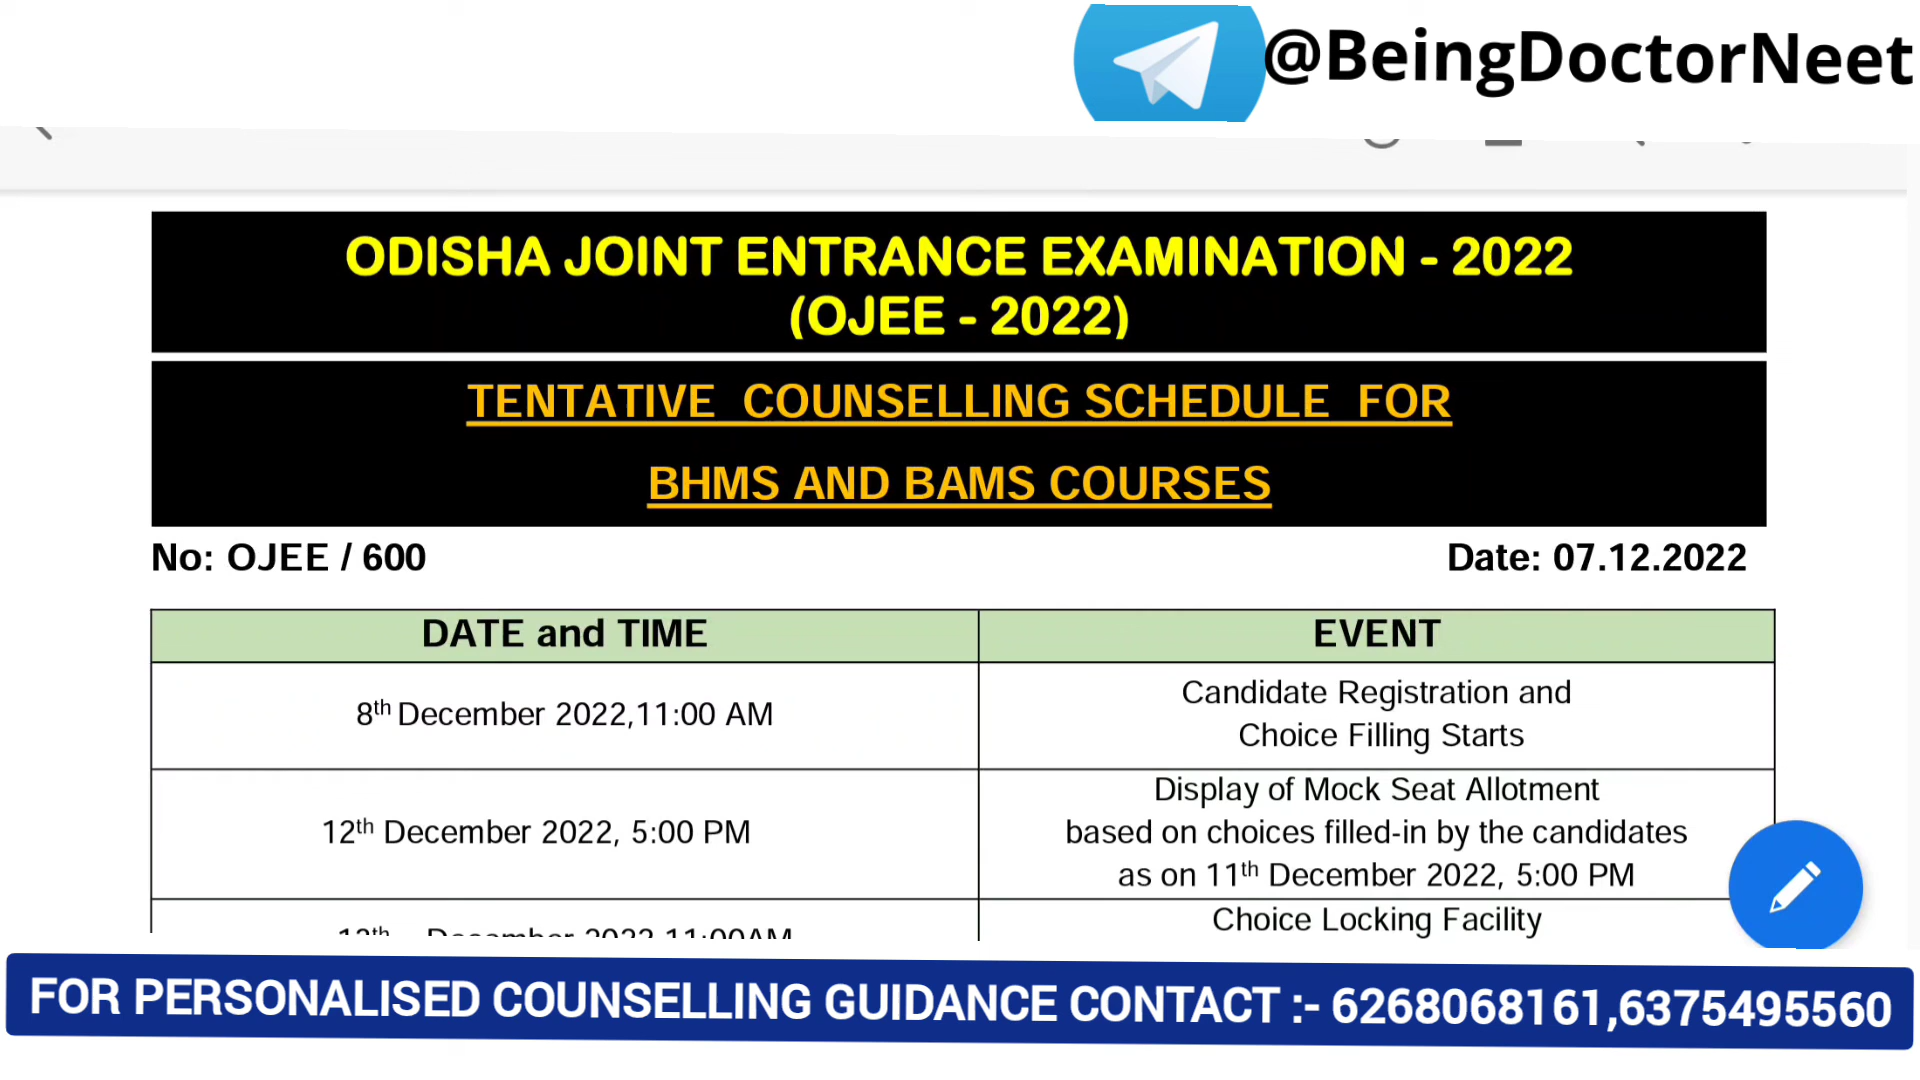 @BeingDoctorNeet
ODISHA JOINT ENTRANCE EXAMINATION - 2022
(OJEE - 2022)
TENTATIVE COUNSELLING SCHEDULE FOR
BHMS AND BAMS COURSES
No: OJEE / 600 Date: 07.12.2022
DATE and TIME EVENT
8th December 2022,11:00 AM
Candidate Registration and
Choice Filling Starts
12th December 2022, 5:00 PM
Display of Mock Seat Allotment
based on choices filled-in by the candidates
as on 11th December 2022, 5:00 PM
December 2022 11:00AM
Choice Locking Facility
FOR PERSONALISED COUNSELLING GUIDANCE CONTACT :- 6268068161,6375495560